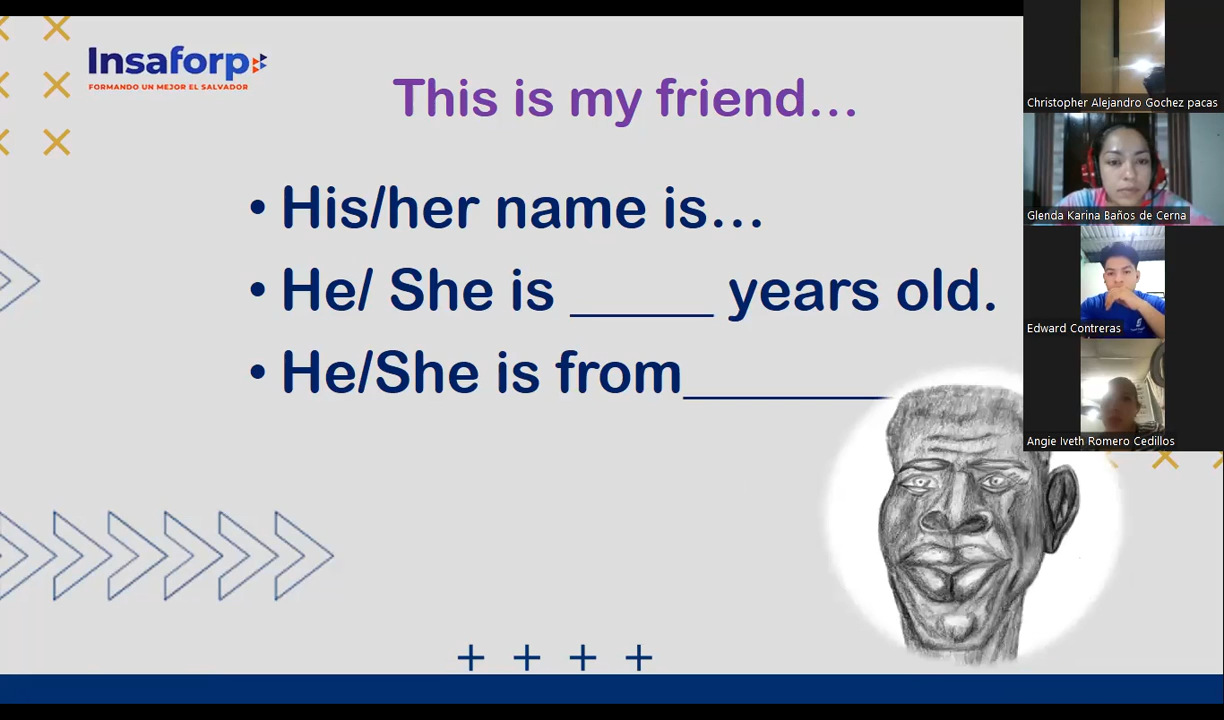 Insaforp
FORMANDO UN MEJOR EL SALVADOR
This is my friend...
• His/her name is...
• He/ She is _____ years old.
• He/She is from_______
Christopher Alejandro Gochez pacas
Glenda Karina Baños de Cerna
Edward Contreras
Angie Iveth Romero Cedillos